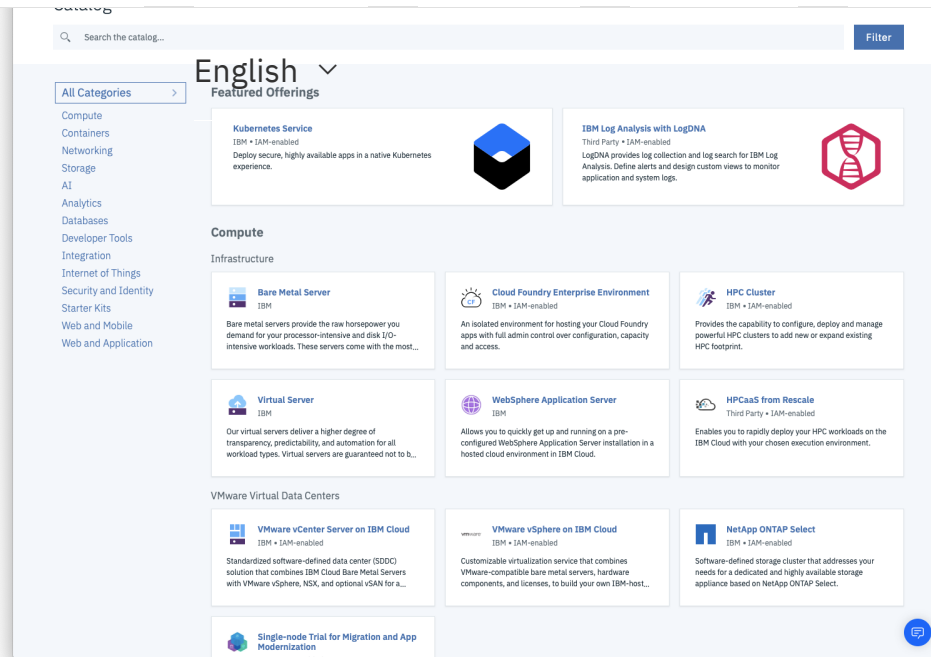 Catalog
Search the catalog...
Filter
English
All Categories
Compute
Containers
Networking
Storage
AI
Analytics
Databases
Developer Tools
Integration
Internet of Things
Security and Identity
Starter Kits
Web and Mobile
Web and Application
Featured Offerings
Kubernetes Service
IBM • IAM-enabled
Deploy secure, highly available apps in a native Kubernetes
experience.
IBM Log Analysis with LogDNA
Third Party • IAM-enabled
LogDNA provides log collection and log search for IBM Log
Analysis. Define alerts and design custom views to monitor
application and system logs.
Compute
Infrastructure
Bare Metal Server
IBM
Bare metal servers provide the raw horsepower you
demand for your processor-intensive and disk I/O-
intensive workloads. These servers come with the most...
CF
Cloud Foundry Enterprise Environment
IBM • IAM-enabled
An isolated environment for hosting your Cloud Foundry
apps with full admin control over configuration, capacity
and access.
HPC Cluster
IBM • IAM-enabled
Provides the capability to configure, deploy and manage
powerful HPC clusters to add new or expand existing
HPC footprint.
Virtual Server
IBM
Our virtual servers deliver a higher degree of
transparency, predictability, and automation for all
workload types. Virtual servers are guaranteed not to b...
WebSphere Application Server
IBM
Allows you to quickly get up and running on a pre-
configured WebSphere Application Server installation in a
hosted cloud environment in IBM Cloud.
HPCaaS from Rescale
Third Party • IAM-enabled
Enables you to rapidly deploy your HPC workloads on the
IBM Cloud with your chosen execution environment.
VMware Virtual Data Centers
VMware vCenter Server on IBM Cloud
IBM • IAM-enabled
Standardized software-defined data center (SDDC)
solution that combines IBM Cloud Bare Metal Servers
with VMware vSphere, NSX, and optional vSAN for a...
vmware
VMware vSphere on IBM Cloud
IBM • IAM-enabled
Customizable virtualization service that combines
VMware-compatible bare metal servers, hardware
components, and licenses, to build your own IBM-host...
NetApp ONTAP Select
IBM • IAM-enabled
Software-defined storage cluster that addresses your
needs for a dedicated and highly available storage
appliance based on NetApp ONTAP Select.
Single-node Trial for Migration and App
Modernization